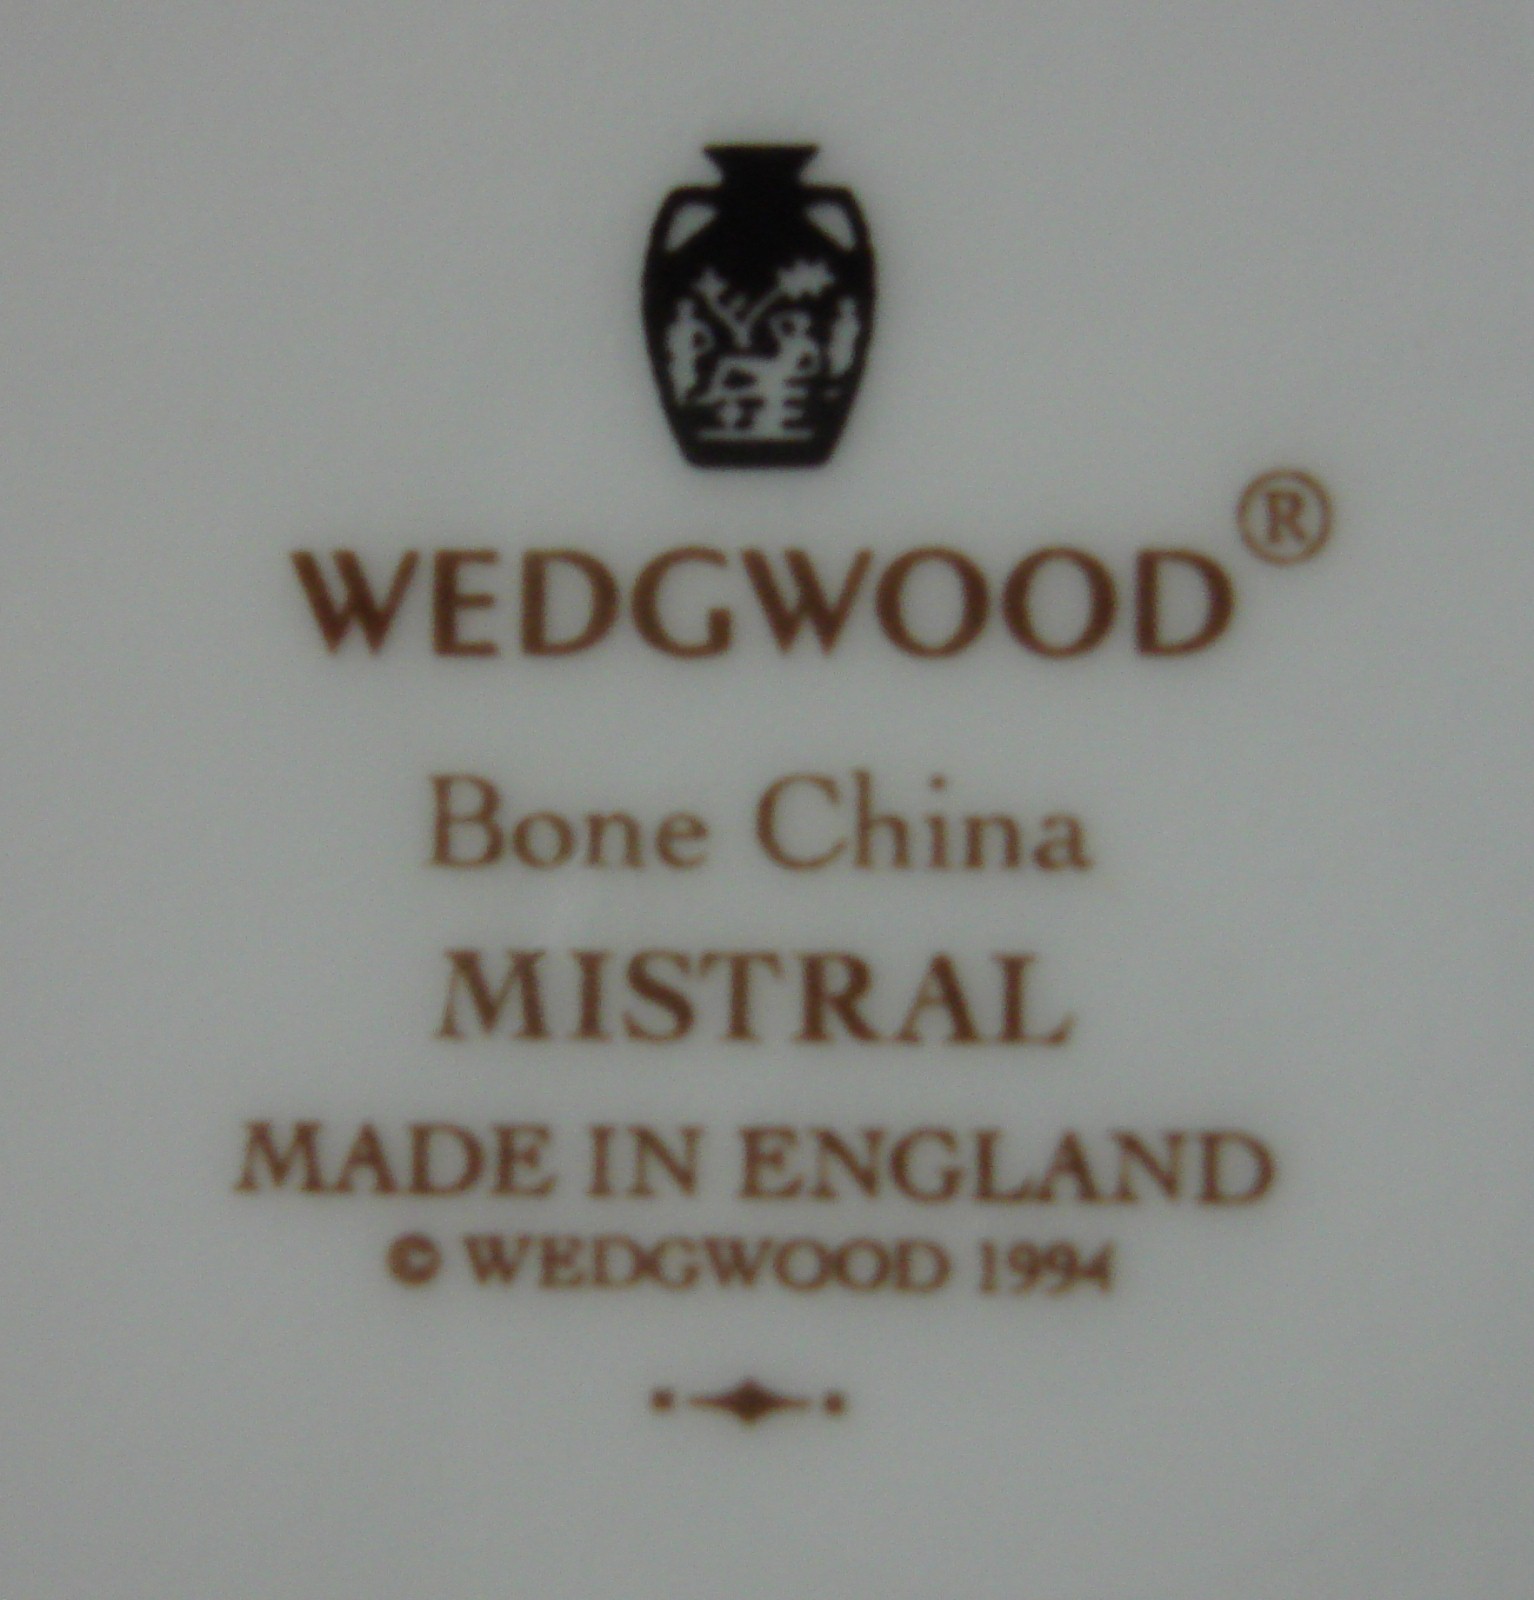 WEDGWOOD®
Bone China
MISTRAL
MADE IN ENGLAND
© WEDGWOOD 1994